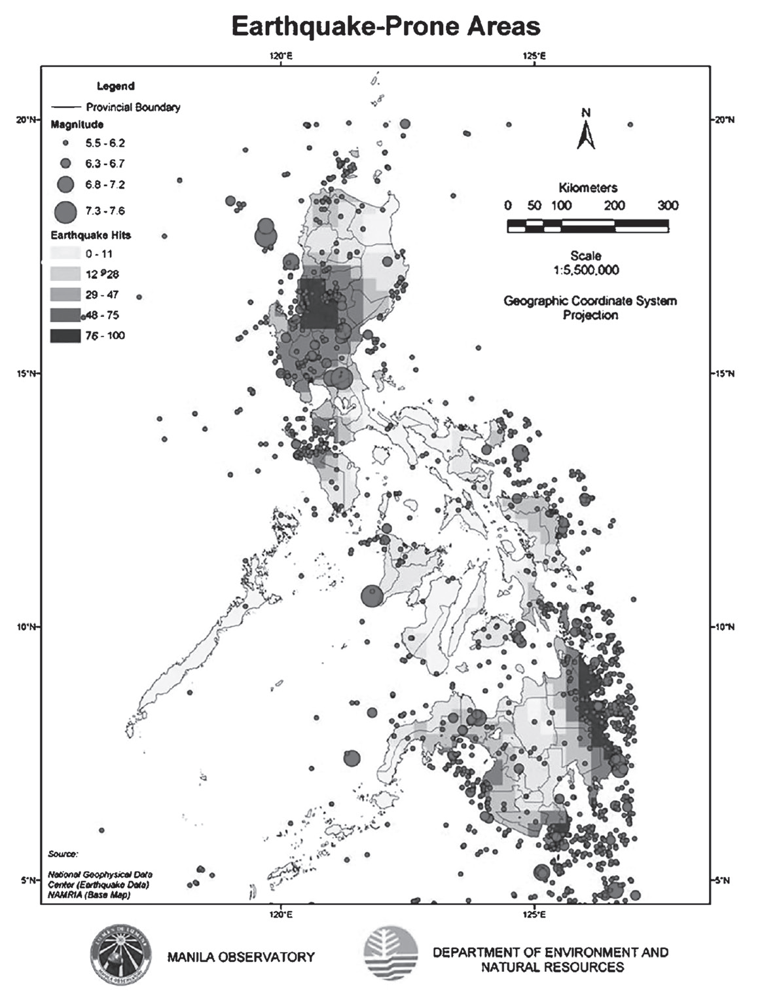 Earthquake-Prone Areas
120°E
125°E
Legend
Provincial Boundary
20°N
20°N
Magnitude
5.5 - 6.2
6.3 - 6.7
6.8 - 7.2
7.3 - 7.6
Earthquake Hits
0 - 11
12 - 28
29 - 47
48 - 75
76 - 100
N
Kilometers
0 50 100 200 300
Scale
1:5,500,000
Geographic Coordinate System
Projection
15°N
15°N
10°N
10°N
Source:
National Geophysical Data
Center (Earthquake Data)
NAMRIA (Base Map)
5°N
5°N
120°E
125°E
MANILA OBSERVATORY
DEPARTMENT OF ENVIRONMENT AND
NATURAL RESOURCES